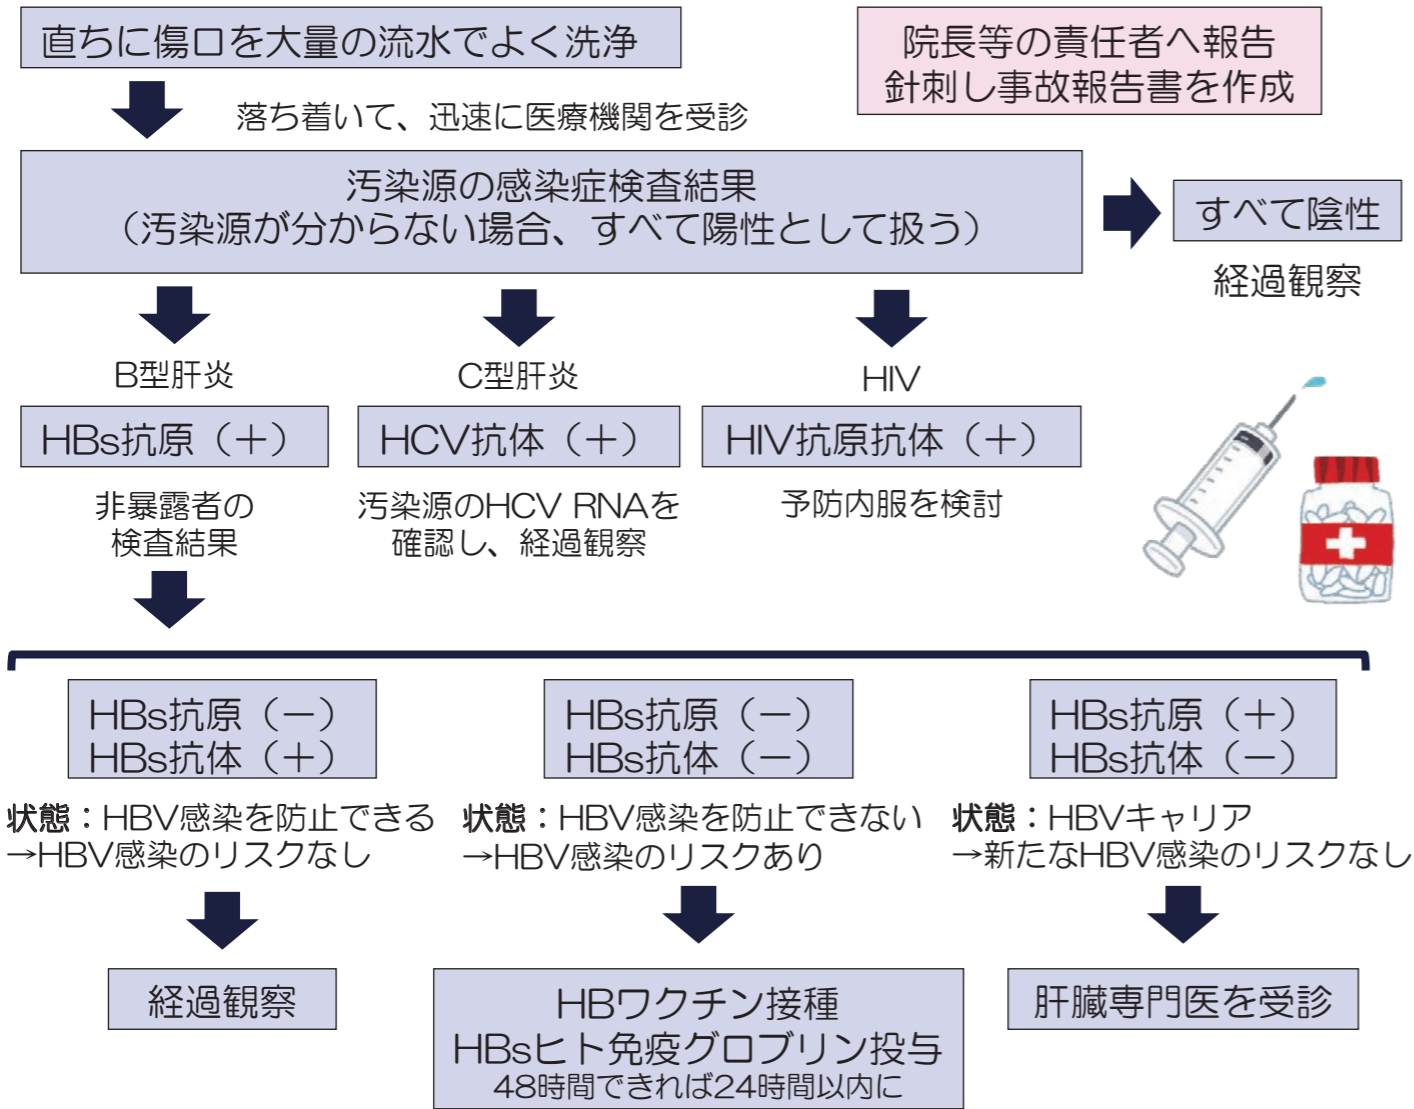 直ちに傷口を大量の流水でよく洗浄
院長等の責任者へ報告
針刺し事故報告書を作成
落ち着いて、迅速に医療機関を受診
汚染源の感染症検査結果
（汚染源が分からない場合、すべて陽性として扱う）
すべて陰性
経過観察
B型肝炎
C型肝炎
HIV
HBs抗原（＋）
HCV抗体（＋）
HIV抗原抗体（＋）
非暴露者の
検査結果
汚染源のHCV RNAを
確認し、経過観察
予防内服を検討
HBs抗原（－）
HBs抗体（＋）
HBs抗原（－）
HBs抗体（－）
HBs抗原（＋）
HBs抗体（－）
状態：HBV感染を防止できる
→HBV感染のリスクなし
状態：HBV感染を防止できない
→HBV感染のリスクあり
状態：HBVキャリア
→新たなHBV感染のリスクなし
経過観察
HBワクチン接種
HBsヒト免疫グロブリン投与
48時間できれば24時間以内に
肝臓専門医を受診